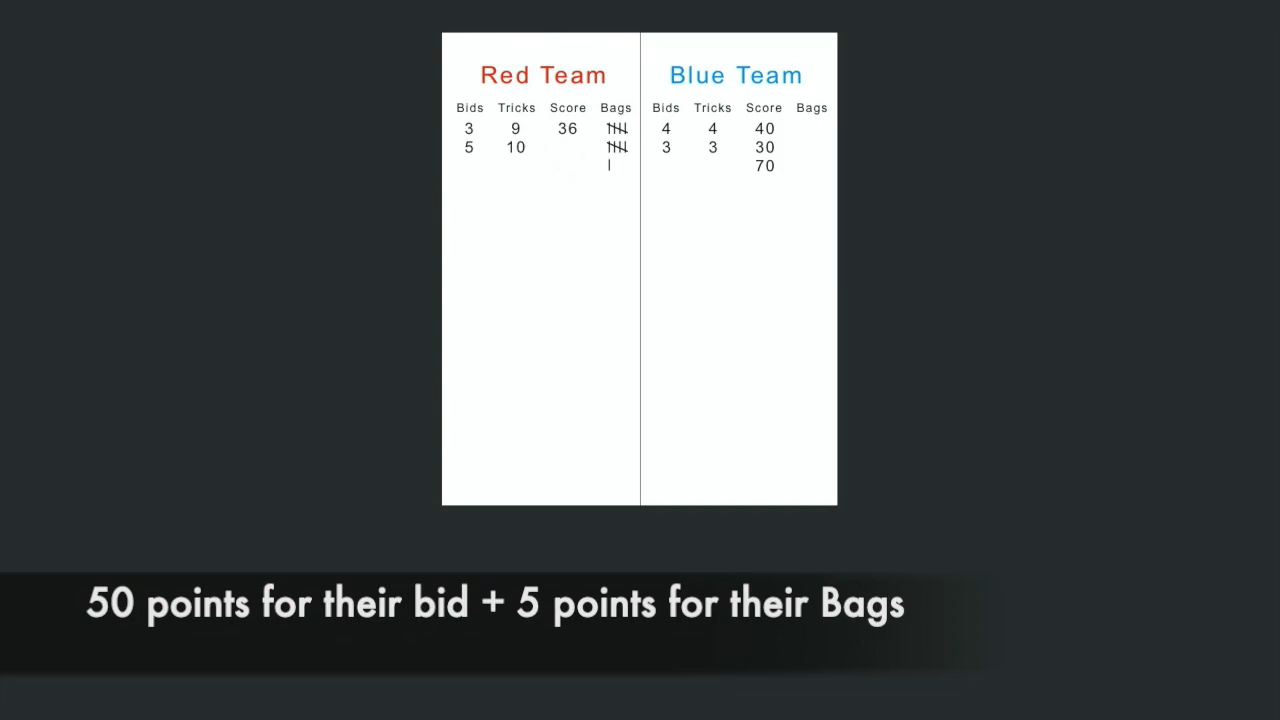 Red Team Blue Team
Bids Tricks Score Bags Bids Tricks Score Bags
3 9 36 4 4 40
5 10 3 3 30
70
50 points for their bid + 5 points for their Bags